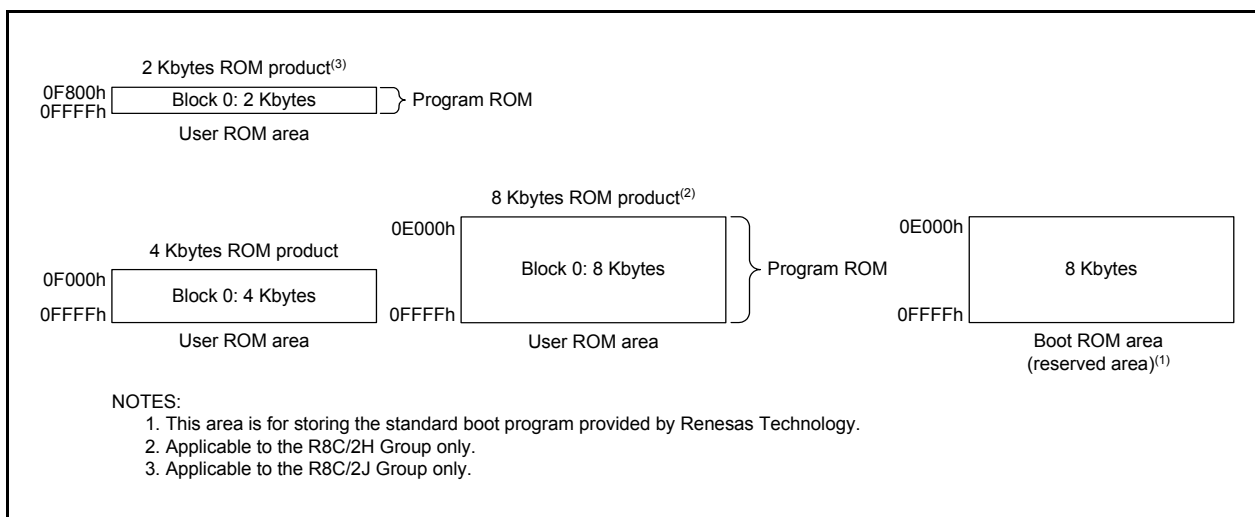 2 Kbytes ROM product(3)
0F800h
0FFFFh
Block 0: 2 Kbytes
Program ROM
User ROM area
4 Kbytes ROM product
0F000h
0FFFFh
Block 0: 4 Kbytes
User ROM area
8 Kbytes ROM product(2)
0E000h
0FFFFh
Block 0: 8 Kbytes
Program ROM
User ROM area
0E000h
0FFFFh
8 Kbytes
Boot ROM area
(reserved area)(1)
NOTES:
1. This area is for storing the standard boot program provided by Renesas Technology.
2. Applicable to the R8C/2H Group only.
3. Applicable to the R8C/2J Group only.